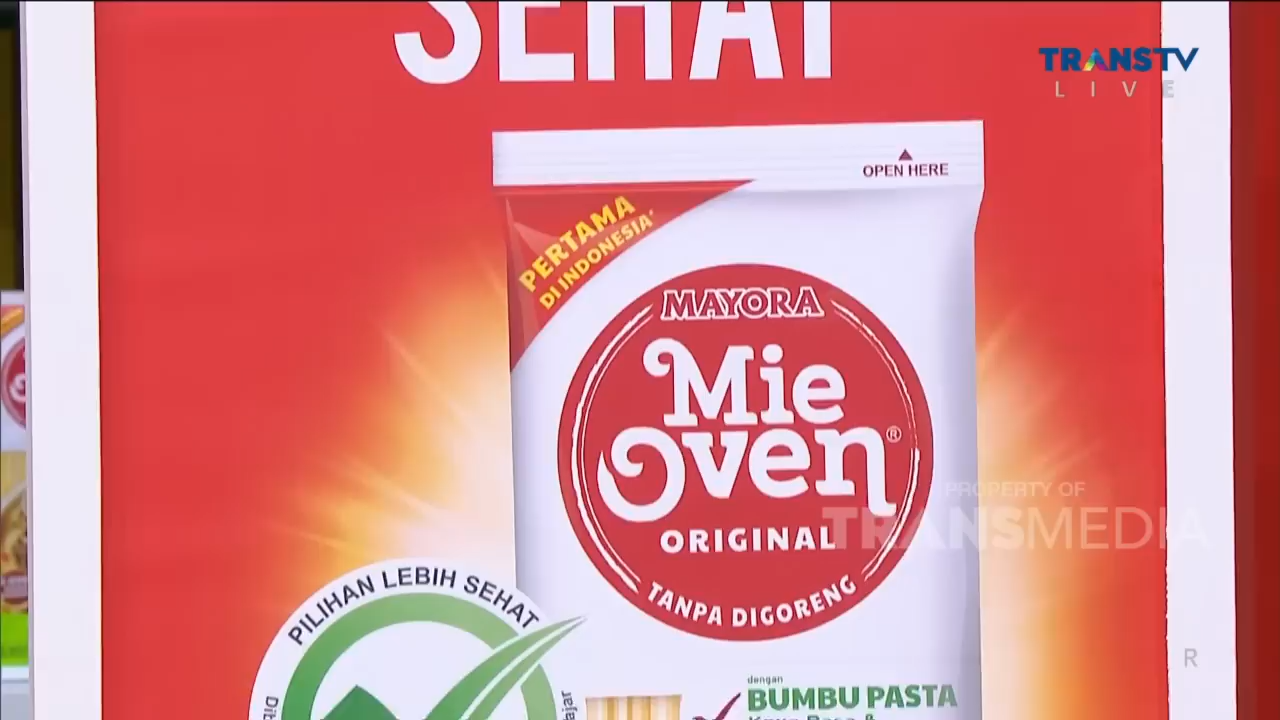 SEHAT
TRANSTV
LIVE
OPEN HERE
PERTAMA
DI INDONESIA
MAYORA
Mie
Oven®
ORIGINAL
TANPA DIGORENG
PROPERTY OF
TRANSMEDIA
PILIHAN LEBIH SEHAT
R
dengan
BUMBU PASTA